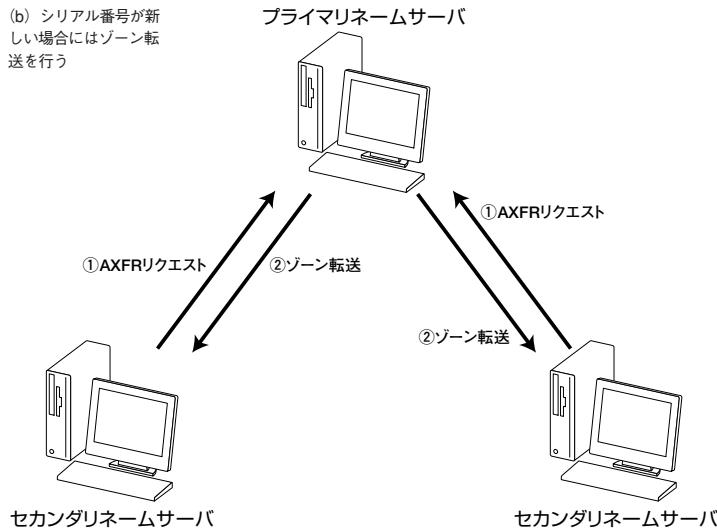 (b) シリアル番号が新
しい場合にはゾーン転
送を行う
プライマリネームサーバ
①AXFRリクエスト
②ゾーン転送
①AXFRリクエスト
②ゾーン転送
セカンダリネームサーバ
セカンダリネームサーバ